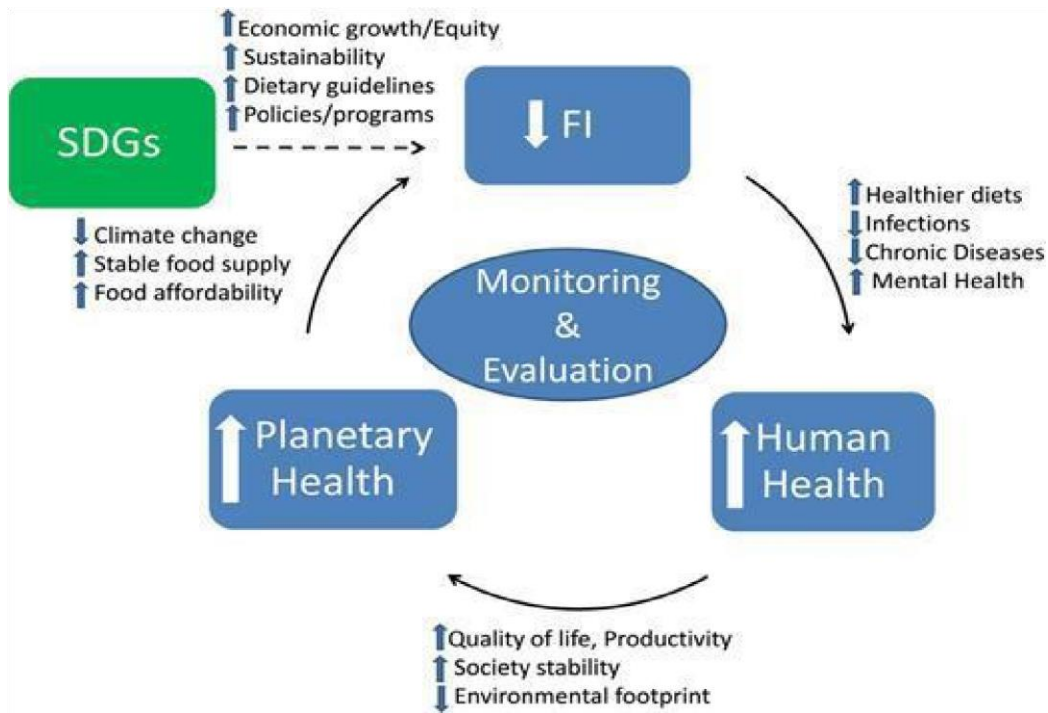 Economic growth/Equity
Sustainability
Dietary guidelines
Policies/programs
SDGs
FI
Climate change
Stable food supply
Food affordability
Healthier diets
Infections
Chronic Diseases
Mental Health
Monitoring
&
Evaluation
Planetary
Health
Human
Health
Quality of life, Productivity
Society stability
Environmental footprint